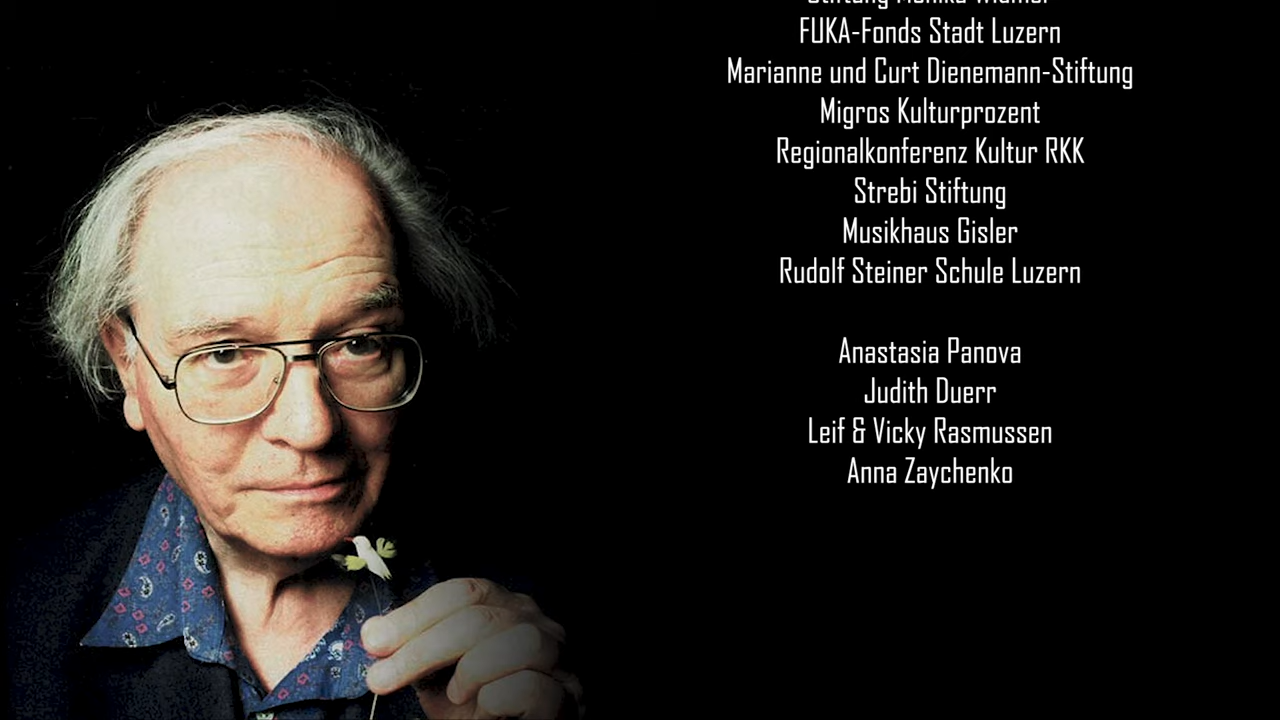 FUKA-Fonds Stadt Luzern
Marianne und Curt Dienemann-Stiftung
Migros Kulturprozent
Regionalkonferenz Kultur RKK
Strebi Stiftung
Musikhaus Gisler
Rudolf Steiner Schule Luzern
Anastasia Panova
Judith Duerr
Leif & Vicky Rasmussen
Anna Zaychenko